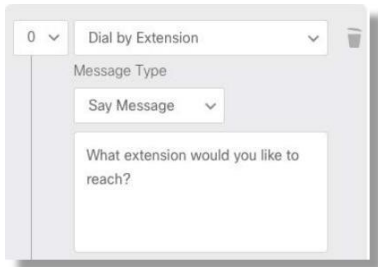 0 Dial by Extension
Message Type
Say Message
What extension would you like to
reach?